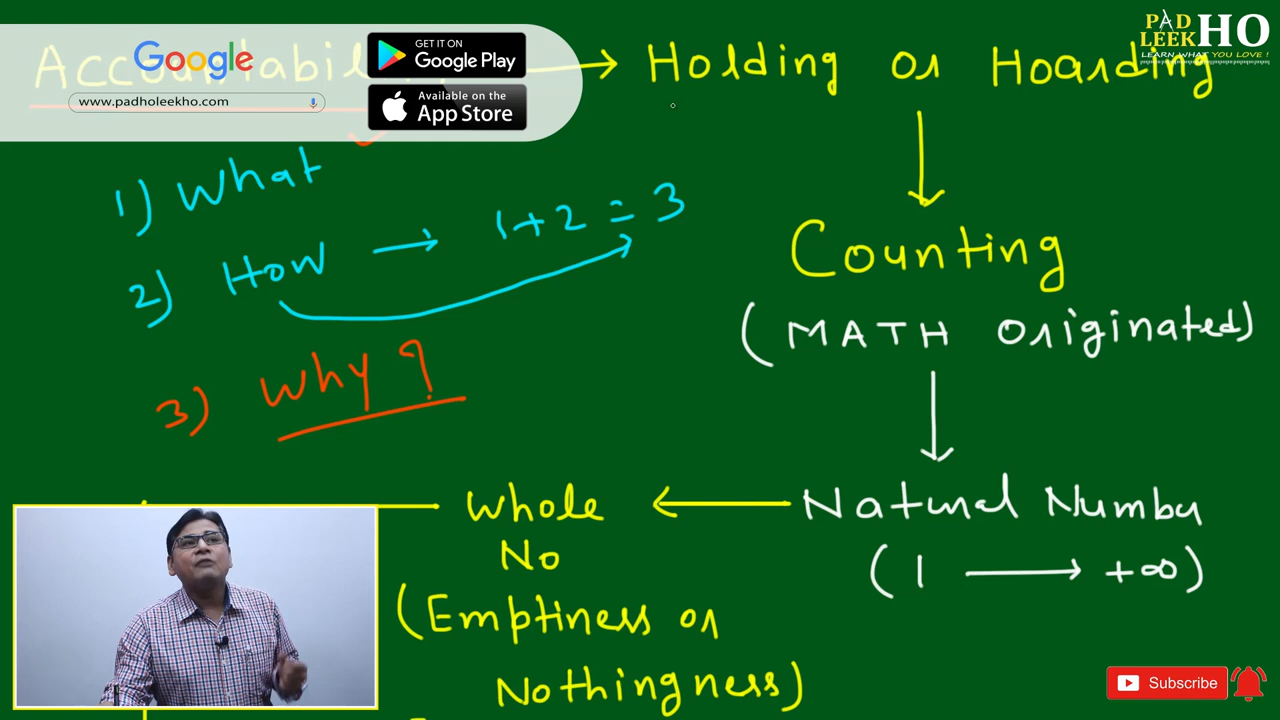 Google
www.padholeekho.com
GET IT ON
Google Play
Available on the
App Store
PAD HO
LEEK
LEARN WHAT YOU LOVE !
Holding or Hoarding
1) What
2) How → 1+2=3
3) Why ?
Counting
(MATH Originated)
Natural Number
(1 → +∞)
Whole
No
(Emptiness or
Nothingness)
Subscribe